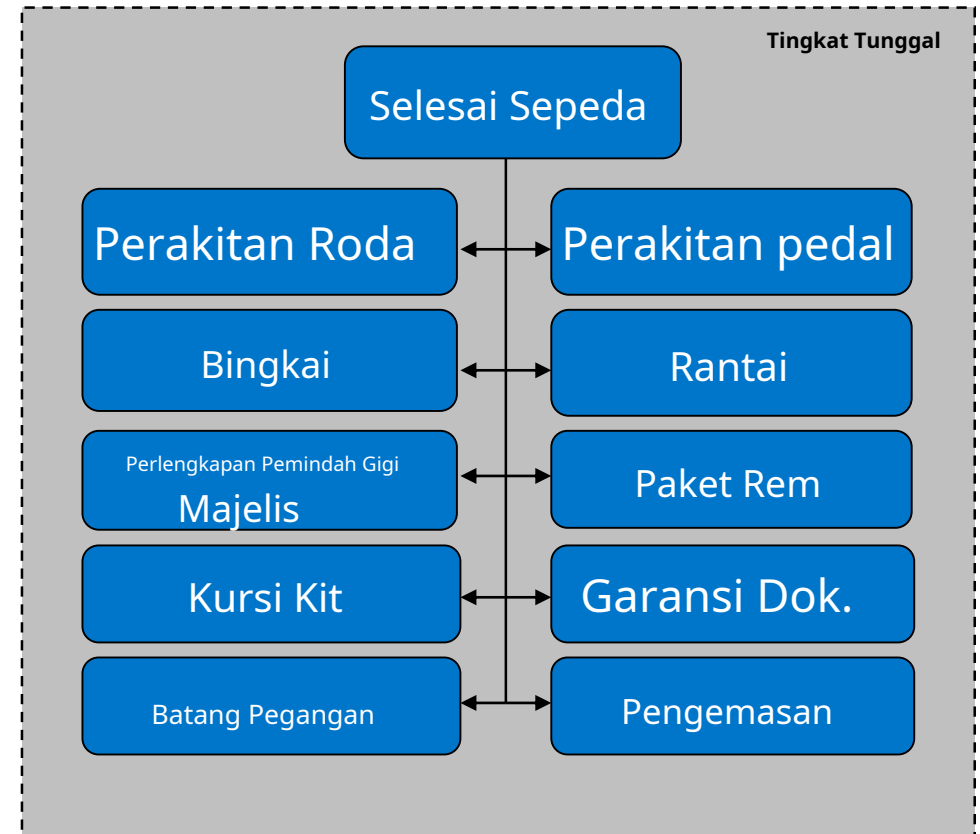 Tingkat Tunggal
Selesai Sepeda
Perakitan Roda
Perakitan pedal
Bingkai
Rantai
Perlengkapan Pemindah Gigi
Majelis
Paket Rem
Kursi Kit
Garansi Dok.
Batang Pegangan
Pengemasan